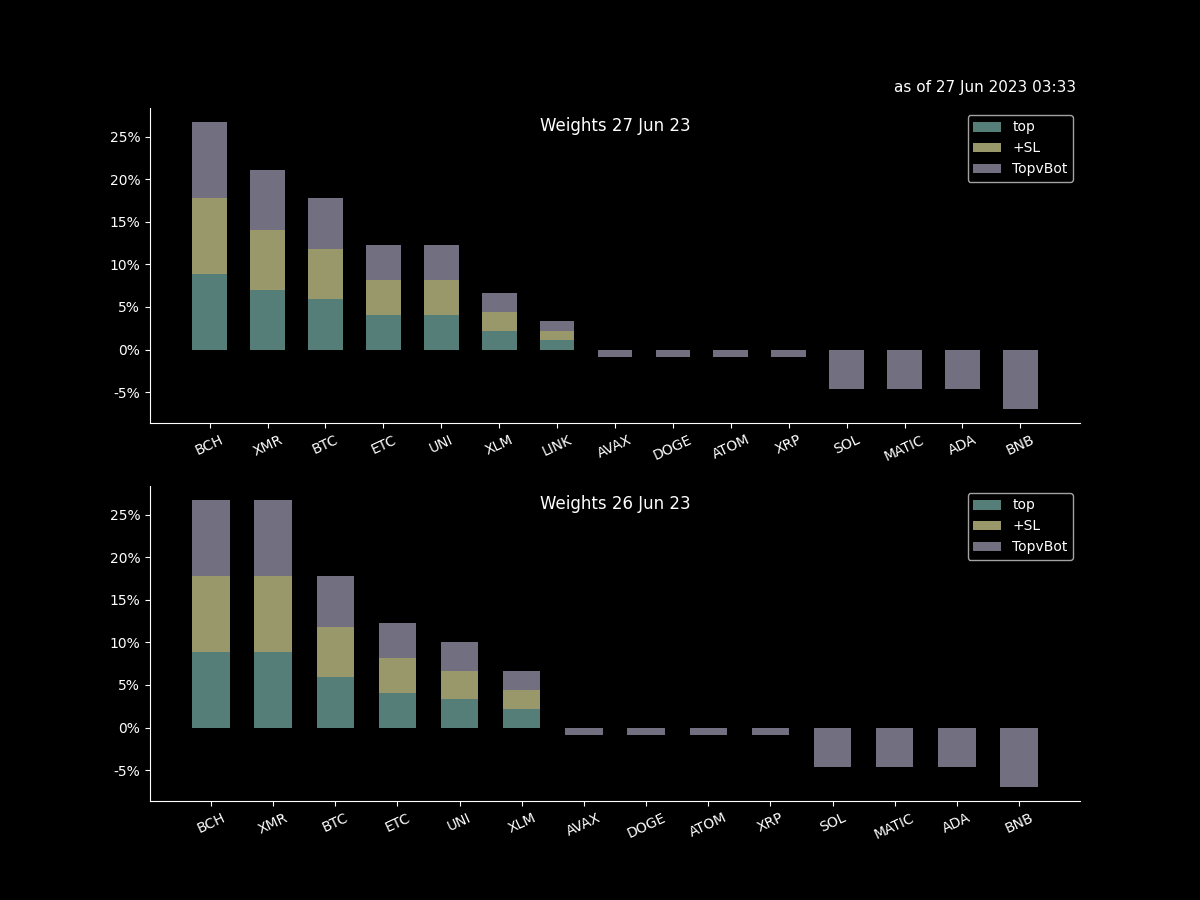 as of 27 Jun 2023 03:33
Weights 27 Jun 23
top
+SL
TopvBot
25%
20%
15%
10%
5%
0%
-5%
BCH XMR BTC ETC UNI XLM LINK AVAX DOGE ATOM XRP SOL MATIC ADA BNB
Weights 26 Jun 23
top
+SL
TopvBot
25%
20%
15%
10%
5%
0%
-5%
BCH XMR BTC ETC UNI XLM AVAX DOGE ATOM XRP SOL MATIC ADA BNB